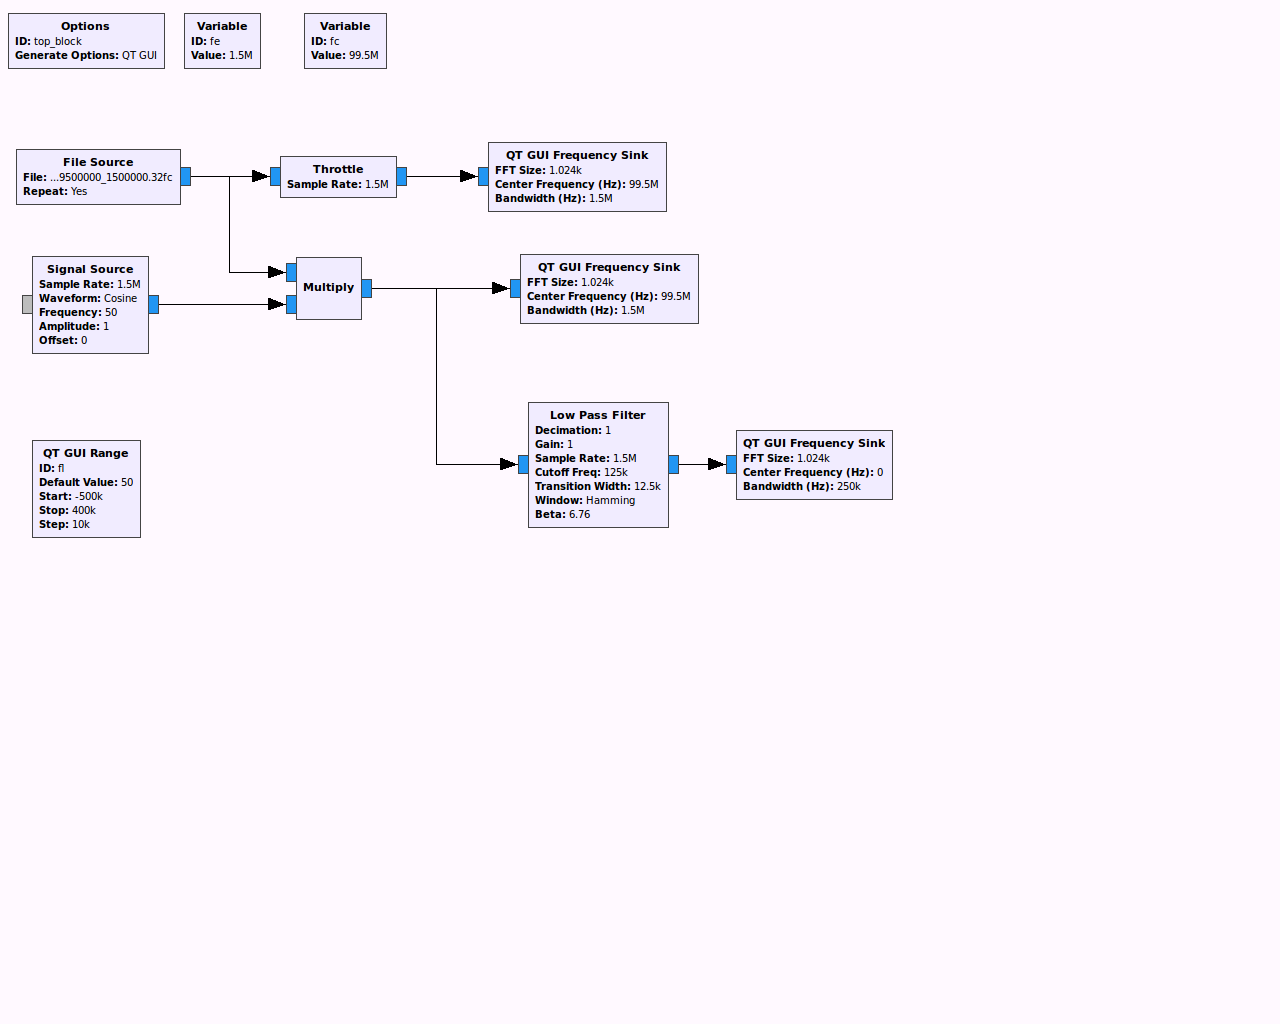 Options
ID: top_block
Generate Options: QT GUI
Variable
ID: fe
Value: 1.5M
Variable
ID: fc
Value: 99.5M
File Source
File: ...9500000_1500000.32fc
Repeat: Yes
Throttle
Sample Rate: 1.5M
QT GUI Frequency Sink
FFT Size: 1.024k
Center Frequency (Hz): 99.5M
Bandwidth (Hz): 1.5M
Signal Source
Sample Rate: 1.5M
Waveform: Cosine
Frequency: 50
Amplitude: 1
Offset: 0
Multiply
QT GUI Frequency Sink
FFT Size: 1.024k
Center Frequency (Hz): 99.5M
Bandwidth (Hz): 1.5M
QT GUI Range
ID: fl
Default Value: 50
Start: -500k
Stop: 400k
Step: 10k
Low Pass Filter
Decimation: 1
Gain: 1
Sample Rate: 1.5M
Cutoff Freq: 125k
Transition Width: 12.5k
Window: Hamming
Beta: 6.76
QT GUI Frequency Sink
FFT Size: 1.024k
Center Frequency (Hz): 0
Bandwidth (Hz): 250k